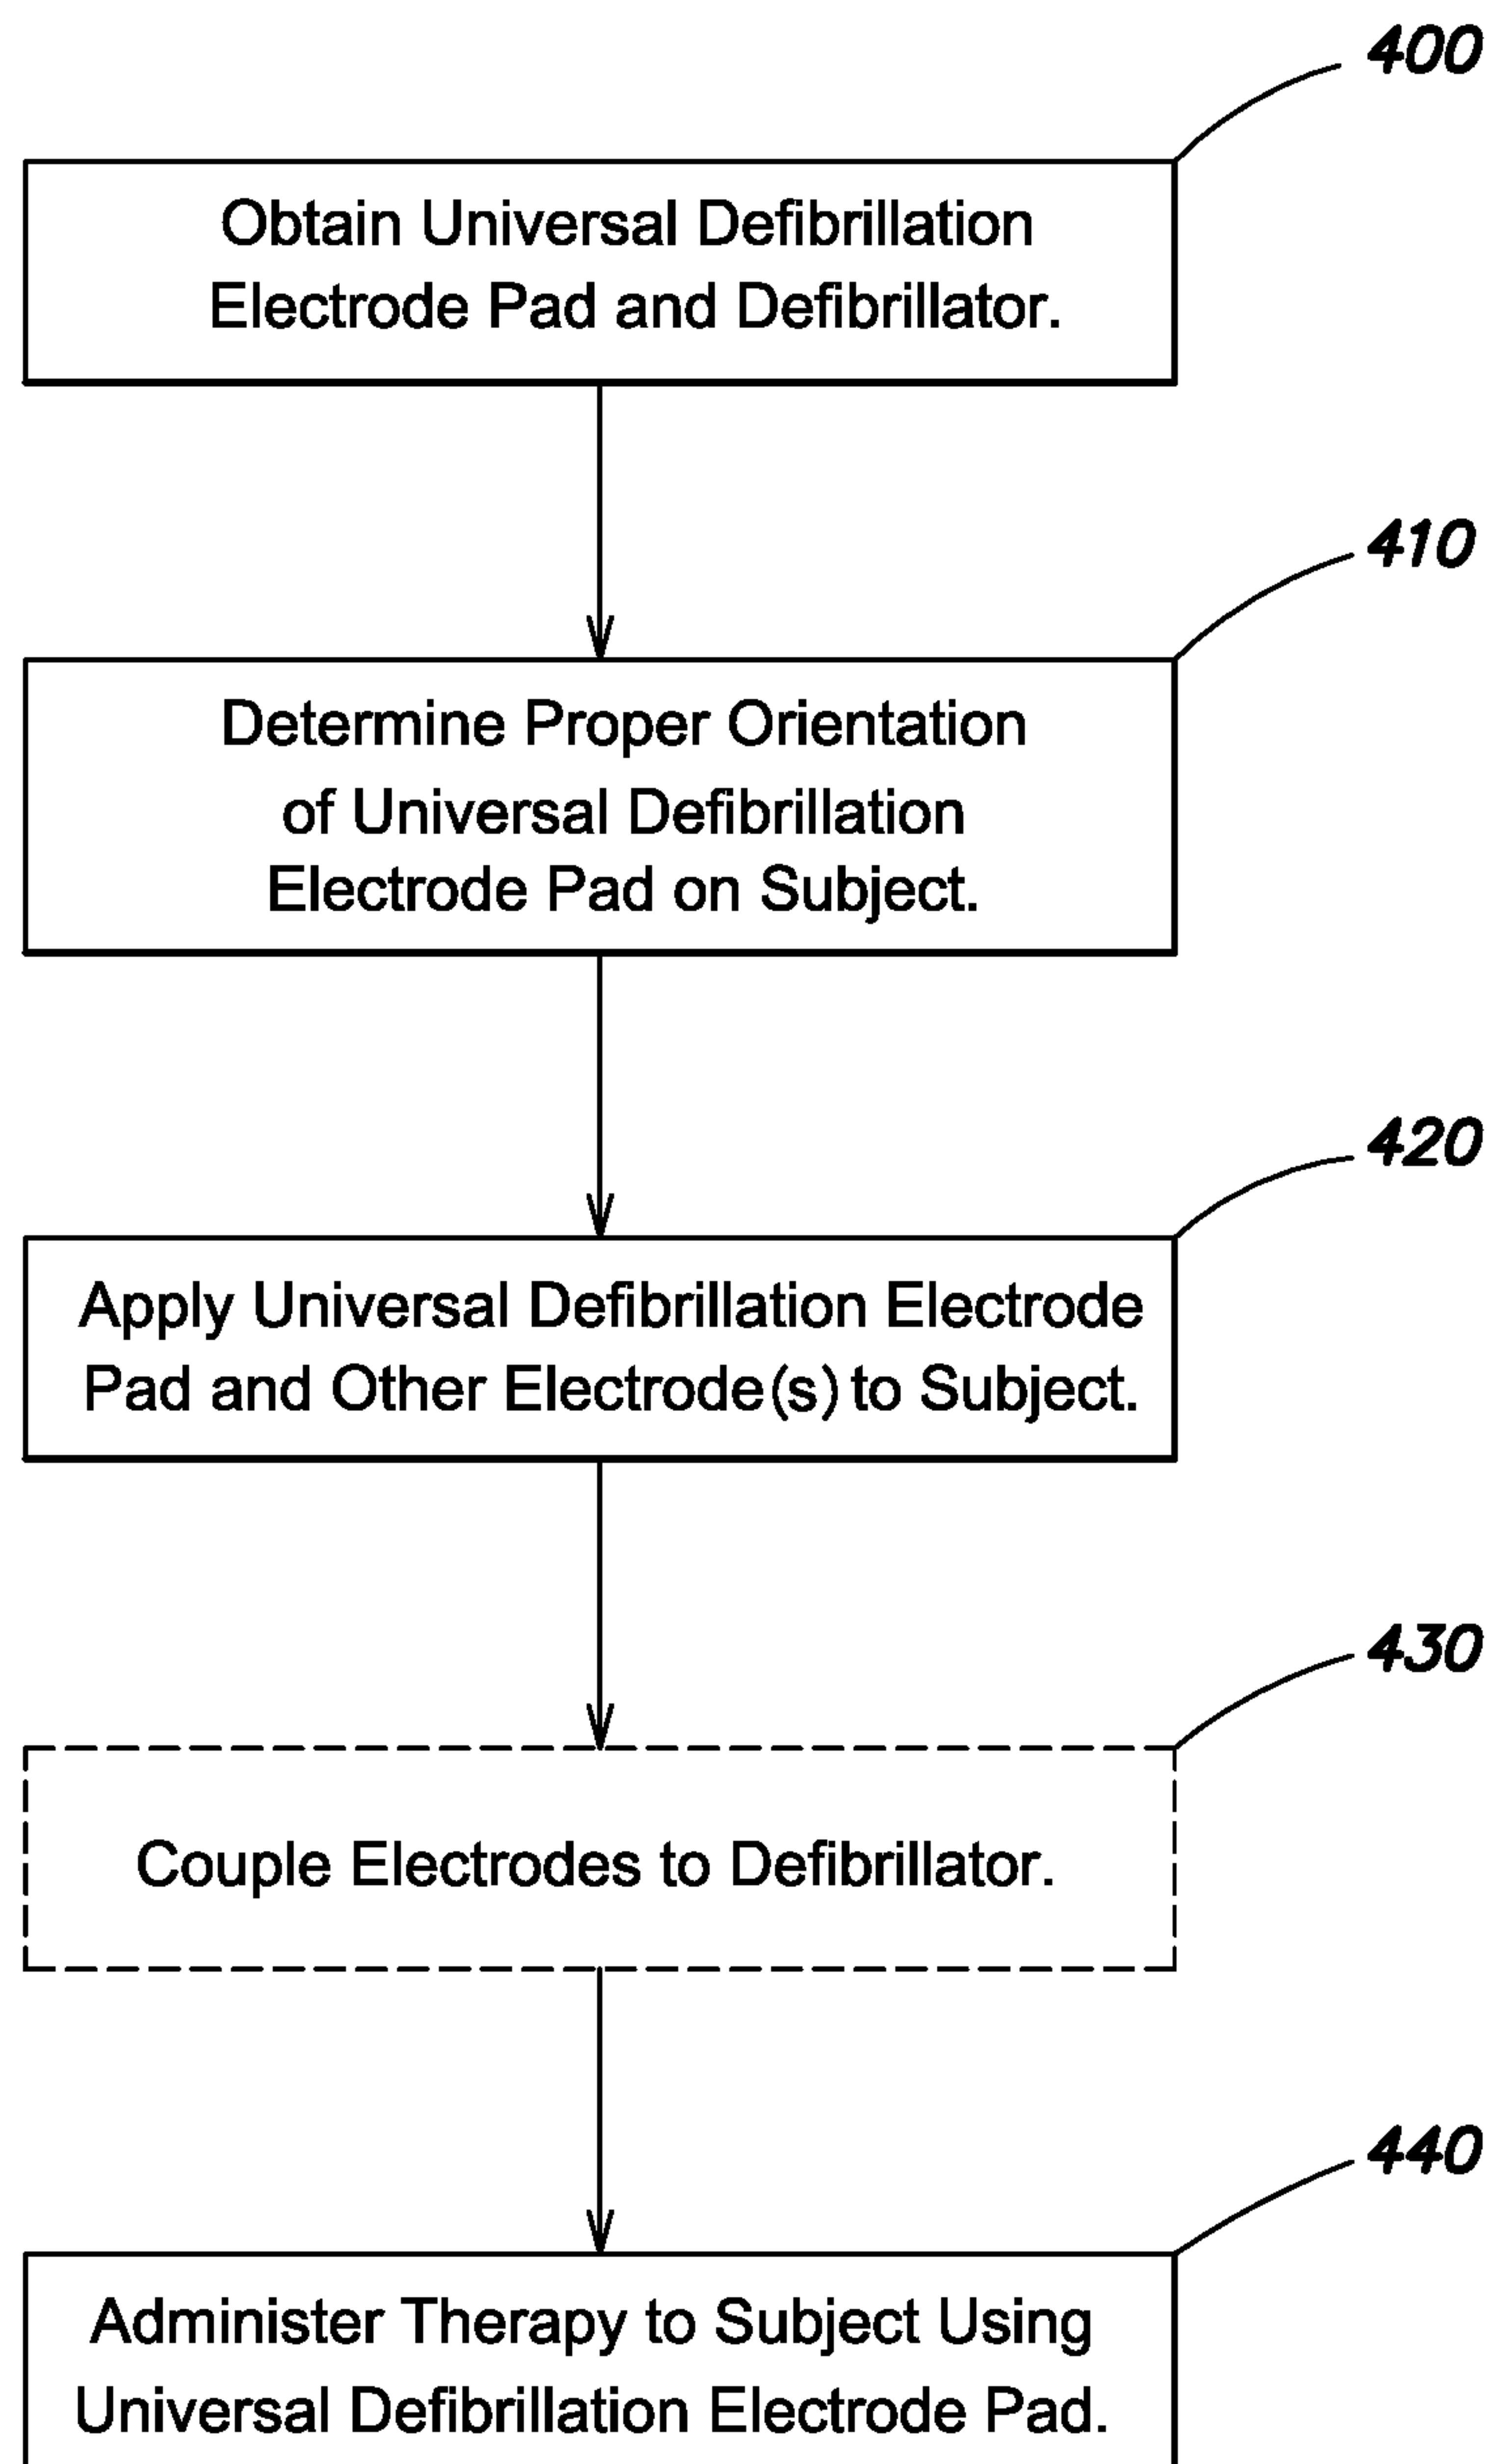 400
Obtain Universal Defibrillation
Electrode Pad and Defibrillator.
410
Determine Proper Orientation
of Universal Defibrillation
Electrode Pad on Subject.
420
Apply Universal Defibrillation Electrode
Pad and Other Electrode(s) to Subject.
430
Couple Electrodes to Defibrillator.
440
Administer Therapy to Subject Using
Universal Defibrillation Electrode Pad.